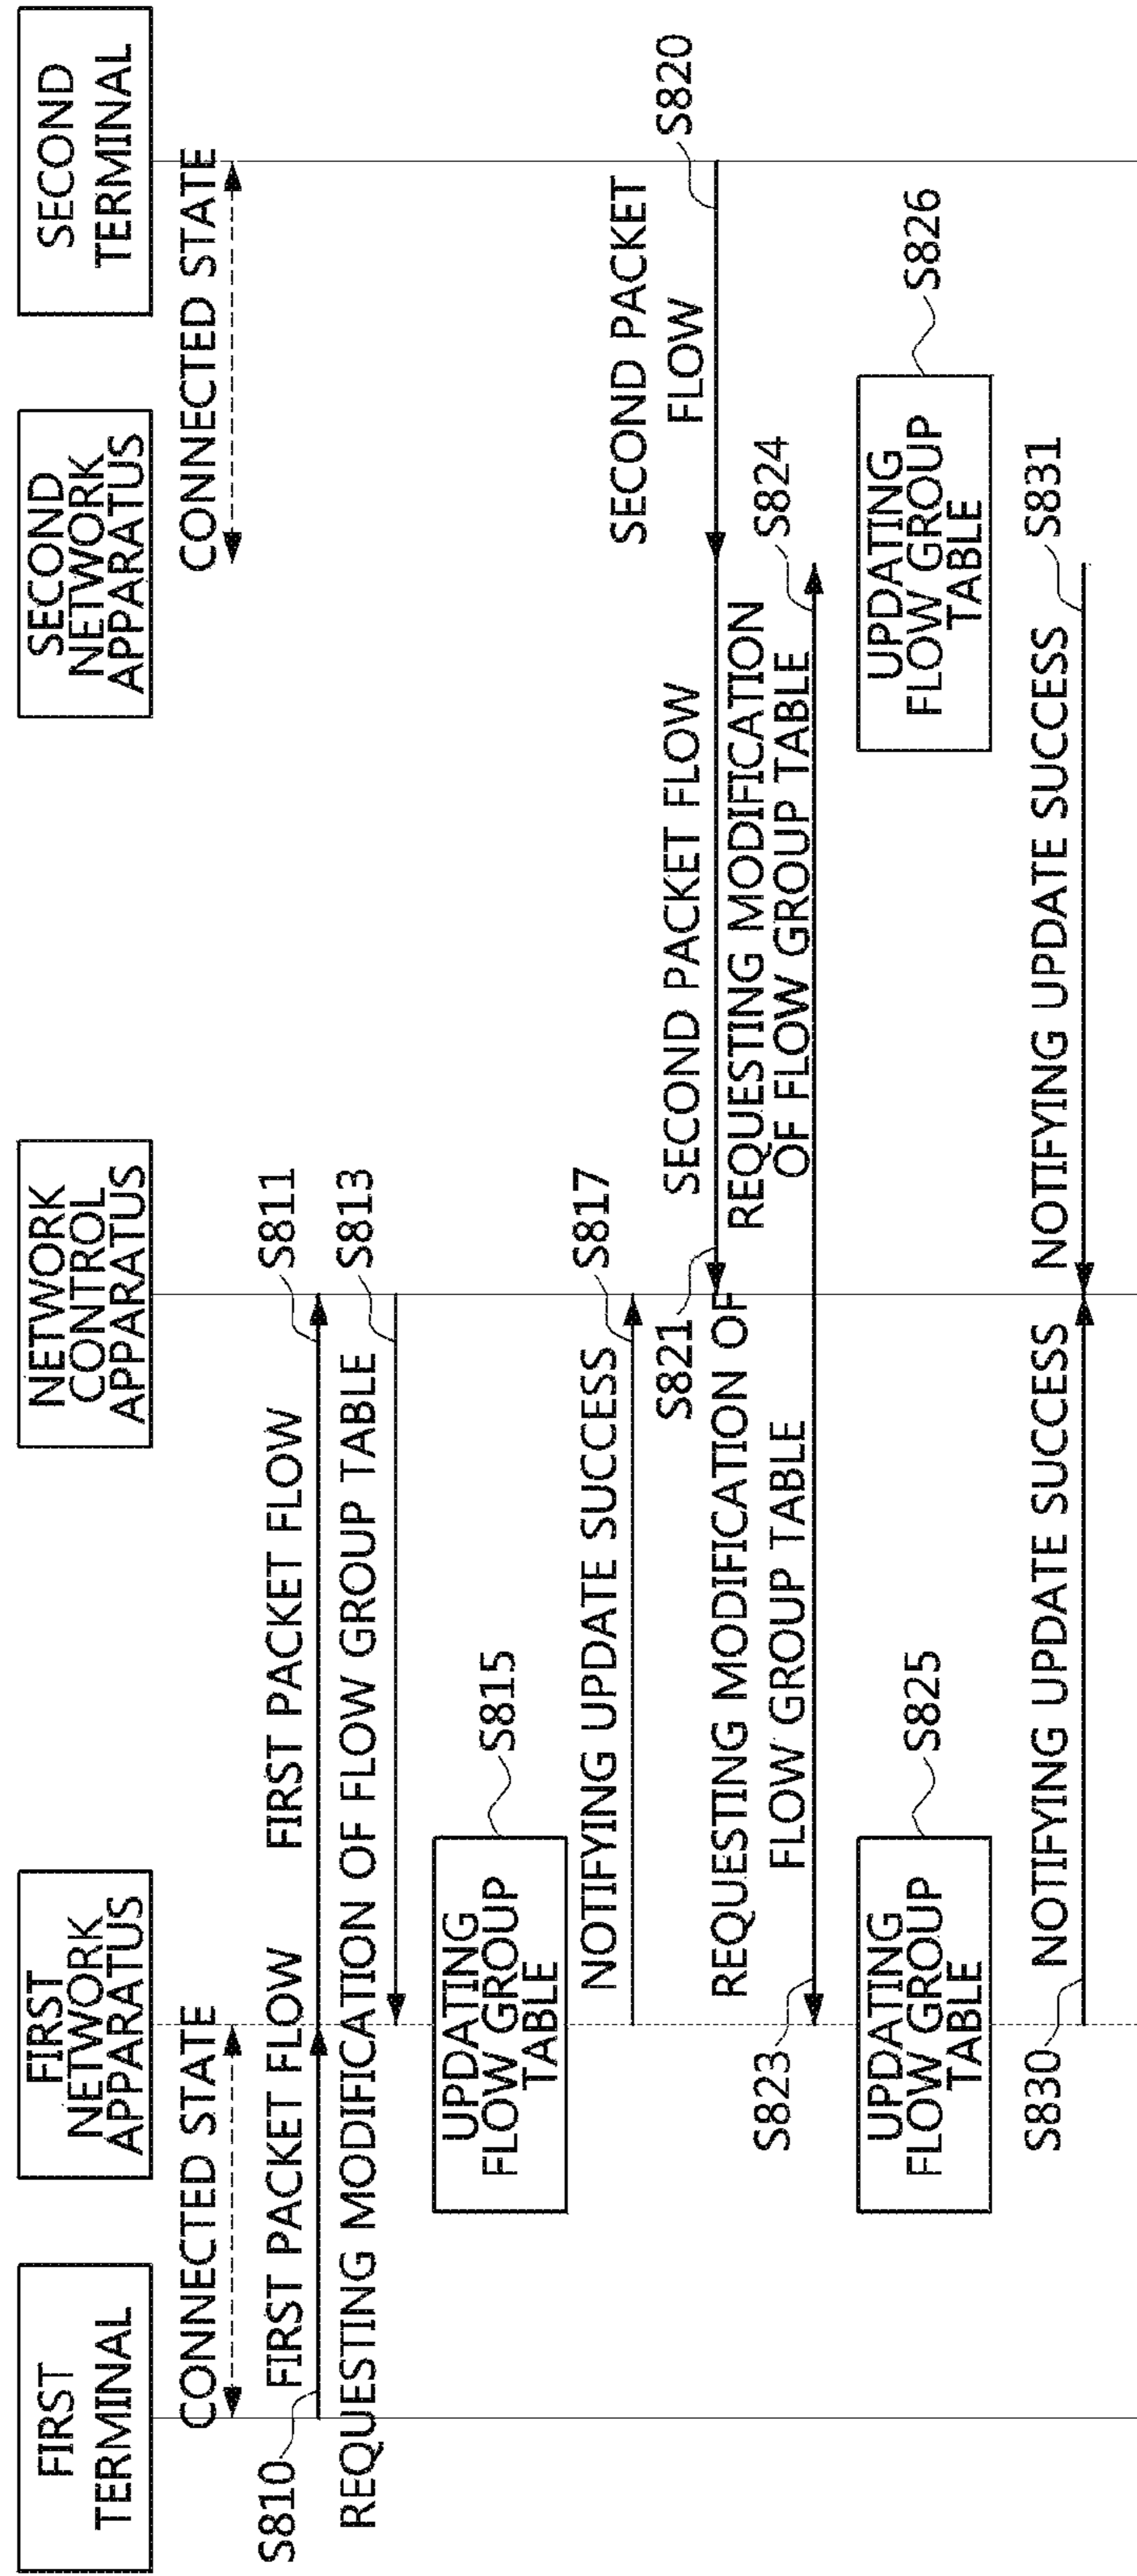 FIRST
TERMINAL
FIRST
NETWORK
APPARATUS
NETWORK
CONTROL
APPARATUS
SECOND
NETWORK
APPARATUS
SECOND
TERMINAL
CONNECTED STATE
CONNECTED STATE
S810
FIRST PACKET FLOW
FIRST PACKET FLOW
S811
REQUESTING MODIFICATION OF FLOW GROUP TABLE
S813
UPDATING
FLOW GROUP
TABLE
S815
NOTIFYING UPDATE SUCCESS
S817
SECOND PACKET
FLOW
S820
S821
SECOND PACKET FLOW
REQUESTING MODIFICATION OF
FLOW GROUP TABLE
S823
REQUESTING MODIFICATION
OF FLOW GROUP TABLE
S824
UPDATING
FLOW GROUP
TABLE
S825
UPDATING
FLOW GROUP
TABLE
S826
S830
NOTIFYING UPDATE SUCCESS
NOTIFYING UPDATE SUCCESS
S831